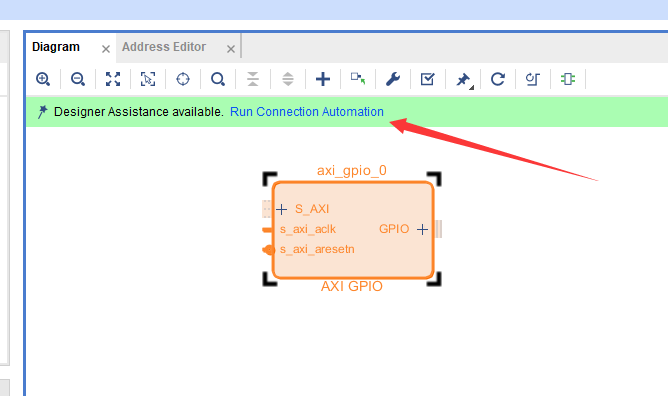 Diagram
Address Editor
Designer Assistance available. Run Connection Automation
axi_gpio_0
S_AXI
s_axi_aclk
GPIO
s_axi_aresetn
AXI GPIO